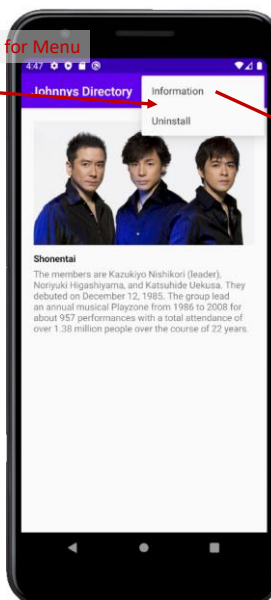 for Menu
4:47
Johnnys Directory
Information
Uninstall
Shonentai
The members are Kazukiyo Nishikori (leader),
Noriyuki Higashiyama, and Katsuhide Uekusa. They
debuted on December 12, 1985. The group lead
an annual musical Playzone from 1986 to 2008 for
about 957 performances with a total attendance of
over 1.38 million people over the course of 22 years.